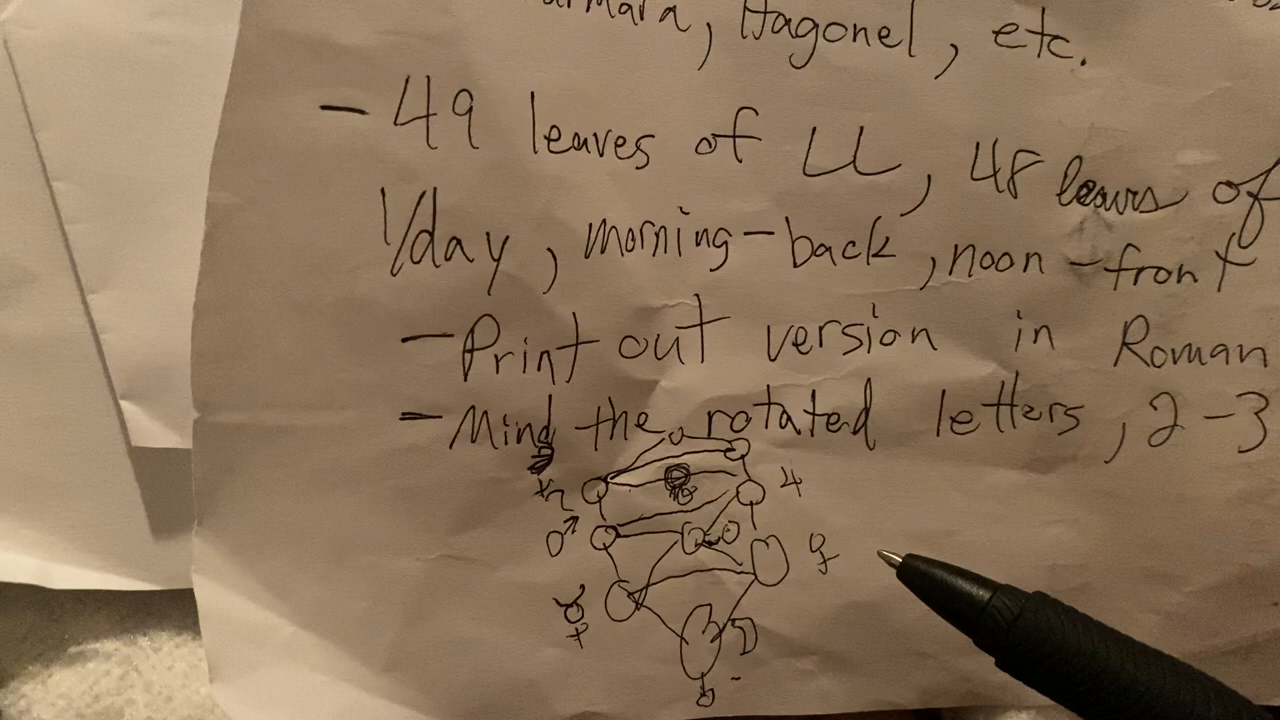 , Hagonel, etc.
- 49 leaves of LL, 48 leaves of
1/day, morning-back, noon-front
- Print out version in Roman
- Mind the rotated letters, 2-3
♃
♂
♀
☿